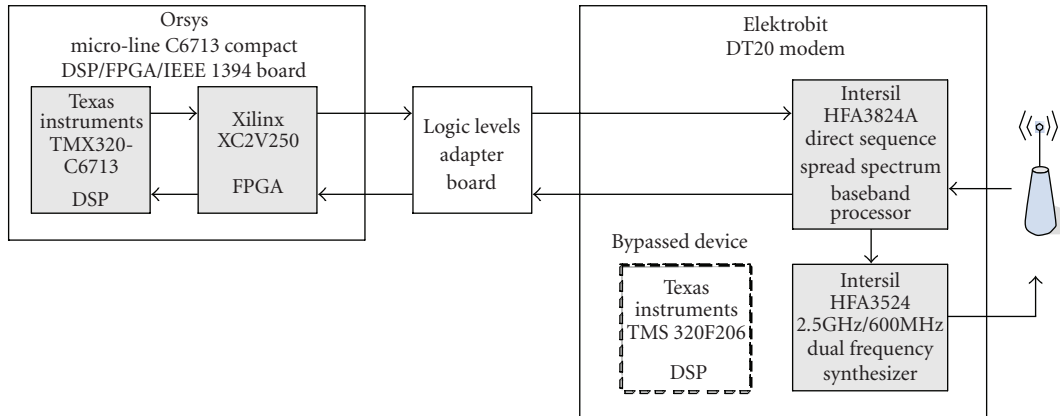 Orsys
micro-line C6713 compact
DSP/FPGA/IEEE 1394 board
Texas
instruments
TMX320-
C6713
DSP
Xilinx
XC2V250
FPGA
Logic levels
adapter
board
Elektrobit
DT20 modem
Intersil
HFA3824A
direct sequence
spread spectrum
baseband
processor
Bypassed device
Texas
instruments
TMS 320F206
DSP
Intersil
HFA3524
2.5GHz/600MHz
dual frequency
synthesizer